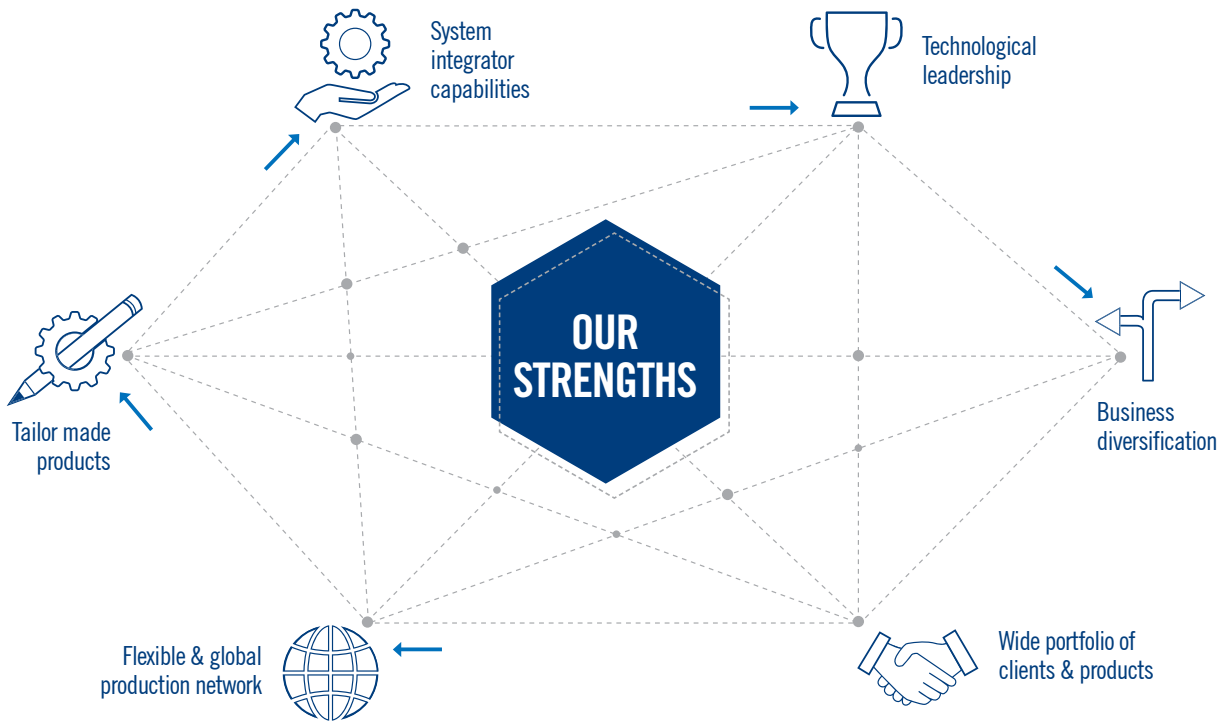 System
integrator
capabilities
Technological
leadership
OUR
STRENGTHS
Tailor made
products
Business
diversification
Flexible & global
production network
Wide portfolio of
clients & products